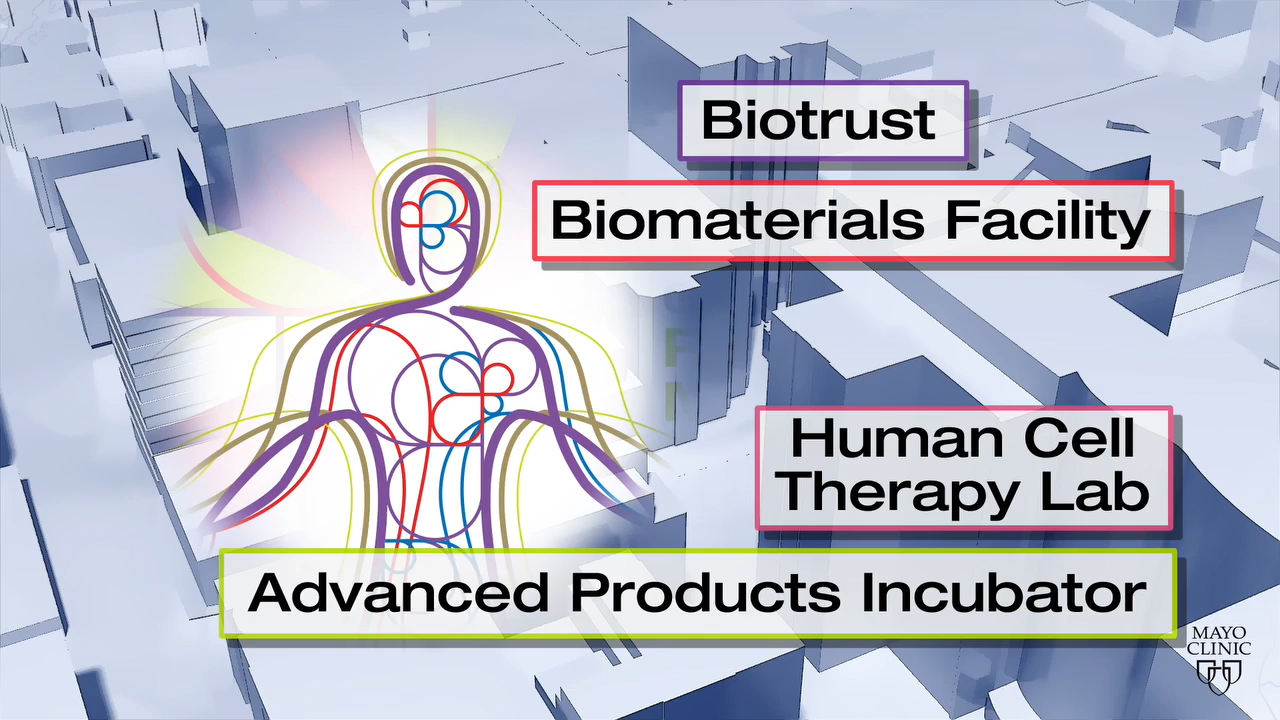 Biotrust
Biomaterials Facility
Human Cell
Therapy Lab
Advanced Products Incubator
MAYO
CLINIC